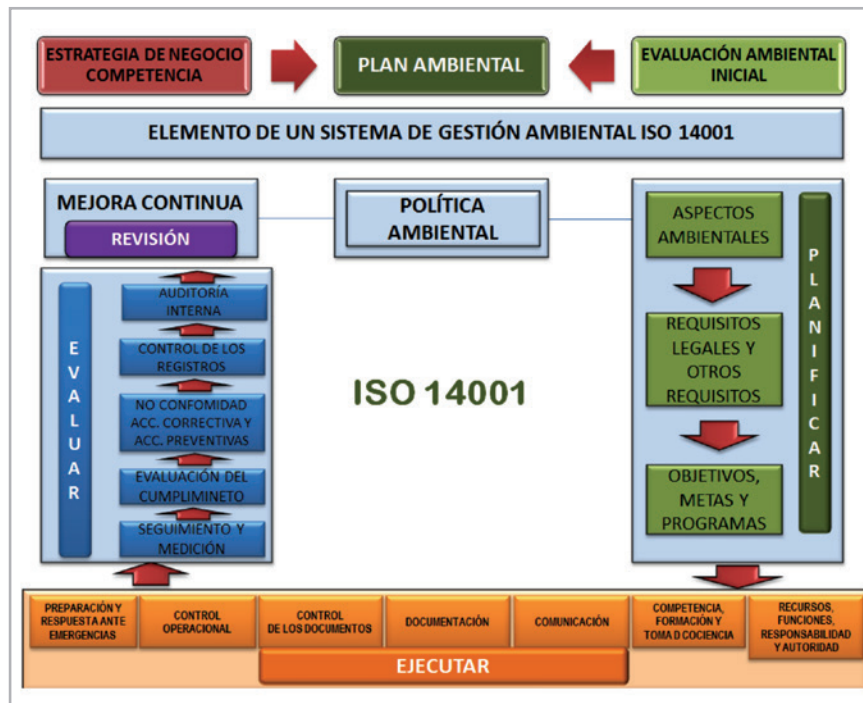 ESTRATEGIA DE NEGOCIO
COMPETENCIA
PLAN AMBIENTAL
EVALUACIÓN AMBIENTAL
INICIAL
ELEMENTO DE UN SISTEMA DE GESTIÓN AMBIENTAL ISO 14001
MEJORA CONTINUA
REVISIÓN
POLÍTICA
AMBIENTAL
ASPECTOS
AMBIENTALES
REQUISITOS
LEGALES Y
OTROS
REQUISITOS
OBJETIVOS,
METAS Y
PROGRAMAS
PLANIFICAR
EVALUAR
AUDITORÍA
INTERNA
CONTROL DE LOS
REGISTROS
NO CONFOMIDAD
ACC. CORRECTIVA Y
ACC. PREVENTIVAS
EVALUACIÓN DEL
CUMPLIMINETO
SEGUIMIENTO Y
MEDICIÓN
ISO 14001
PREPARACIÓN Y
RESPUESTA ANTE
EMERGENCIAS
CONTROL
OPERACIONAL
CONTROL
DE LOS DOCUMENTOS
DOCUMENTACIÓN
COMUNICACIÓN
COMPETENCIA,
FORMACIÓN Y
TOMA D COCIENCIA
RECURSOS,
FUNCIONES,
RESPONSABILIDAD
Y AUTORIDAD
EJECUTAR